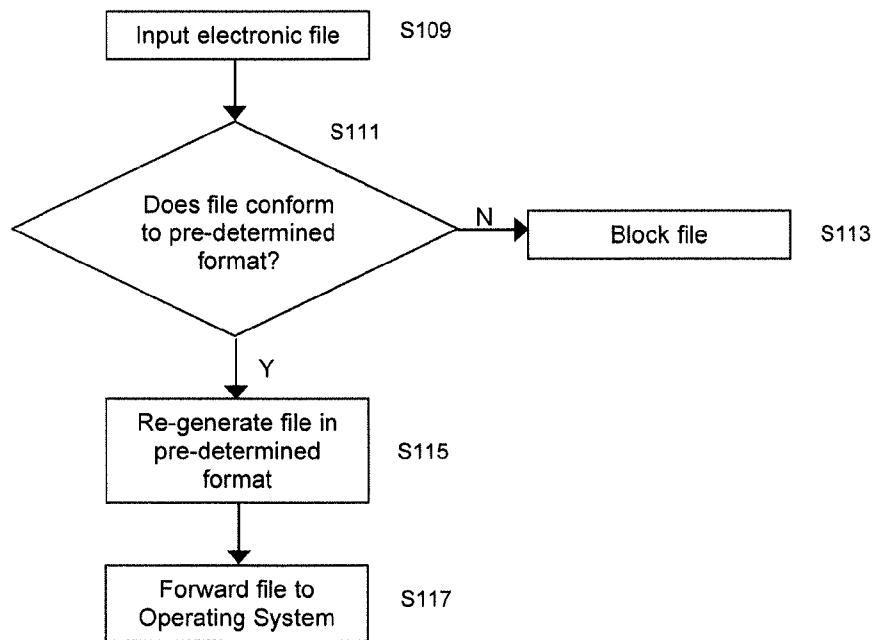 Input electronic file
S109
S111
Does file conform
to pre-determined
format?
N
Block file
S113
Y
Re-generate file in
pre-determined
format
S115
Forward file to
Operating System
S117